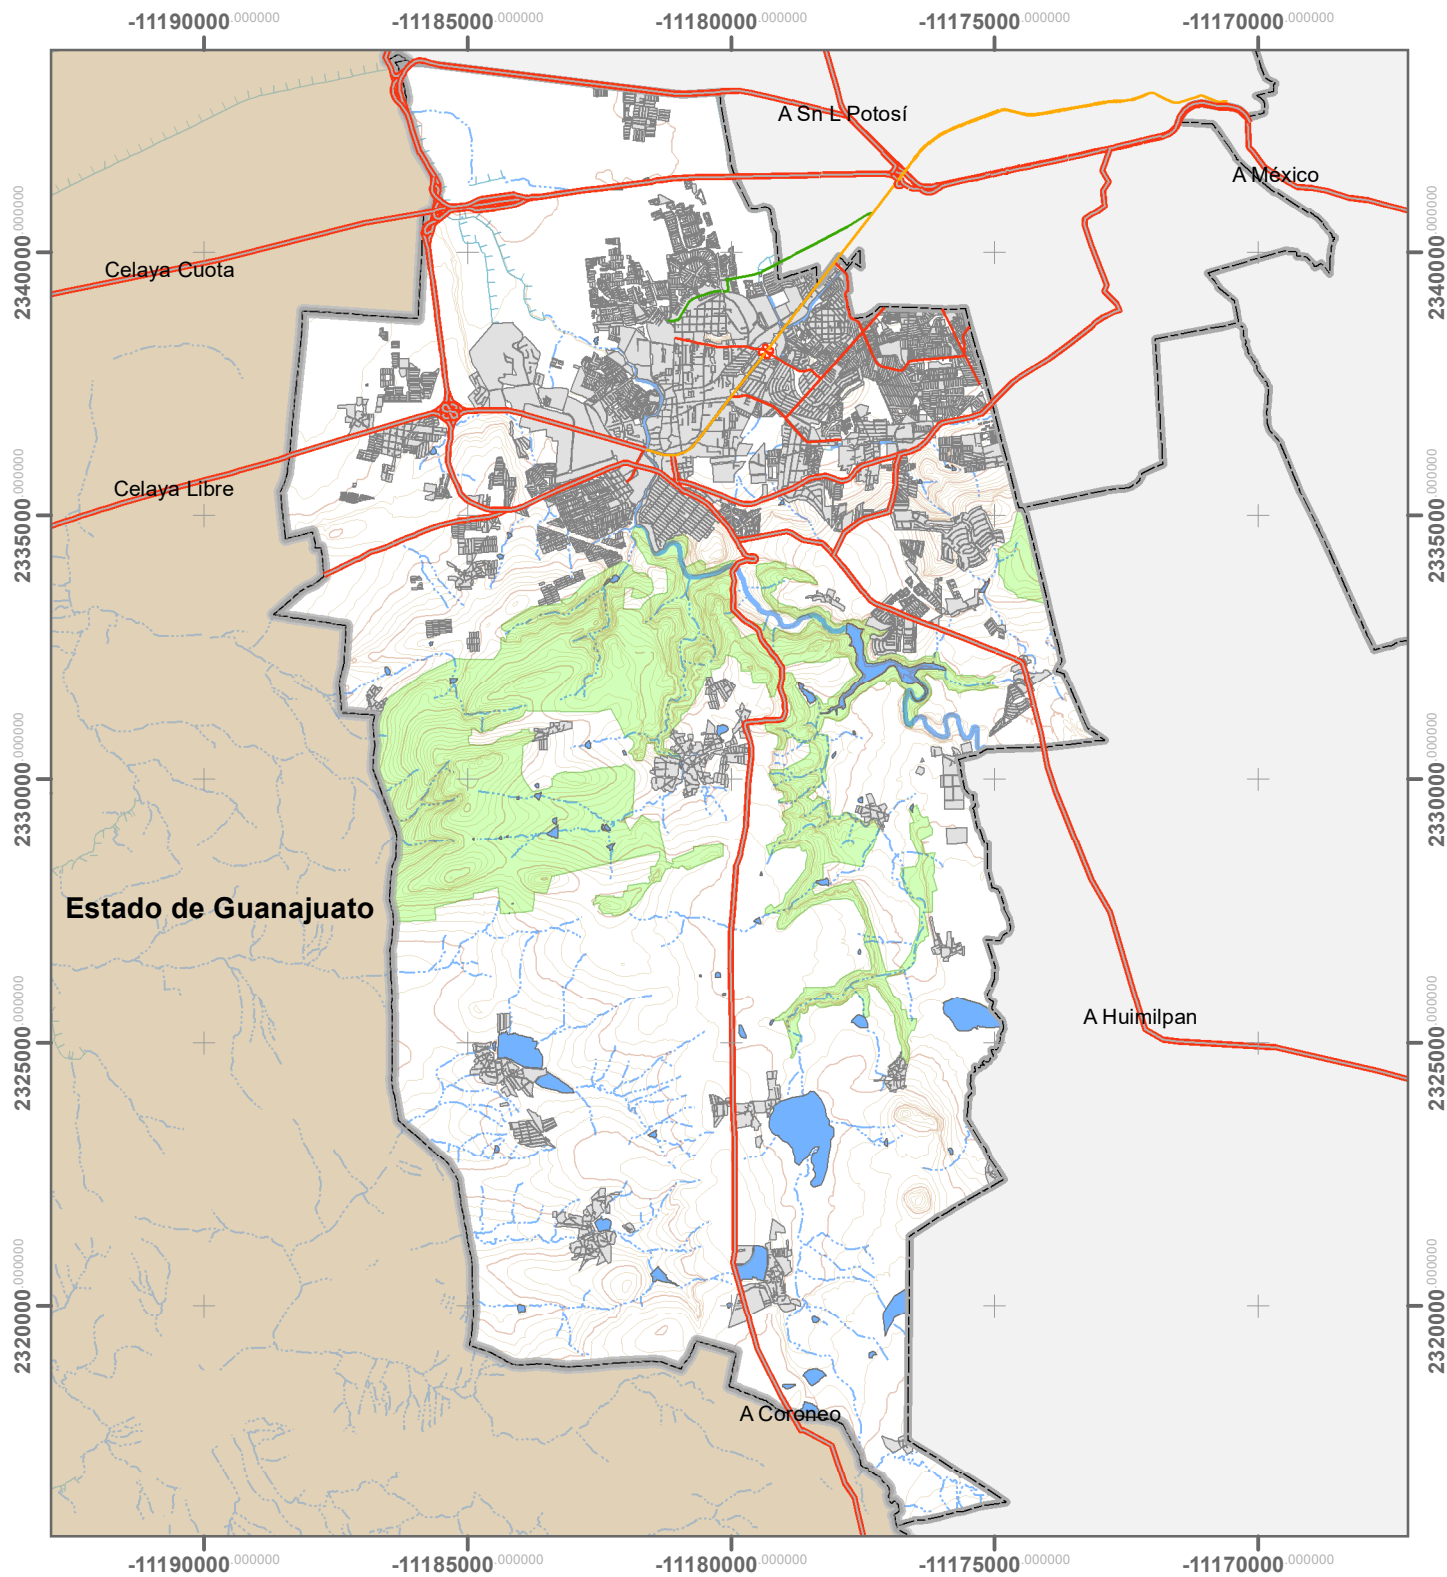 -11190000.000000 -11185000.000000 -11180000.000000 -11175000.000000 -11170000.000000
A Sn L Potosí
A México
2340000.000000 2340000.000000
Celaya Cuota
Celaya Libre
2335000.000000 2335000.000000
2330000.000000 2330000.000000
Estado de Guanajuato
A Huimilpan
2325000.000000 2325000.000000
2320000.000000 2320000.000000
A Coroneo
-11190000.000000 -11185000.000000 -11180000.000000 -11175000.000000 -11170000.000000